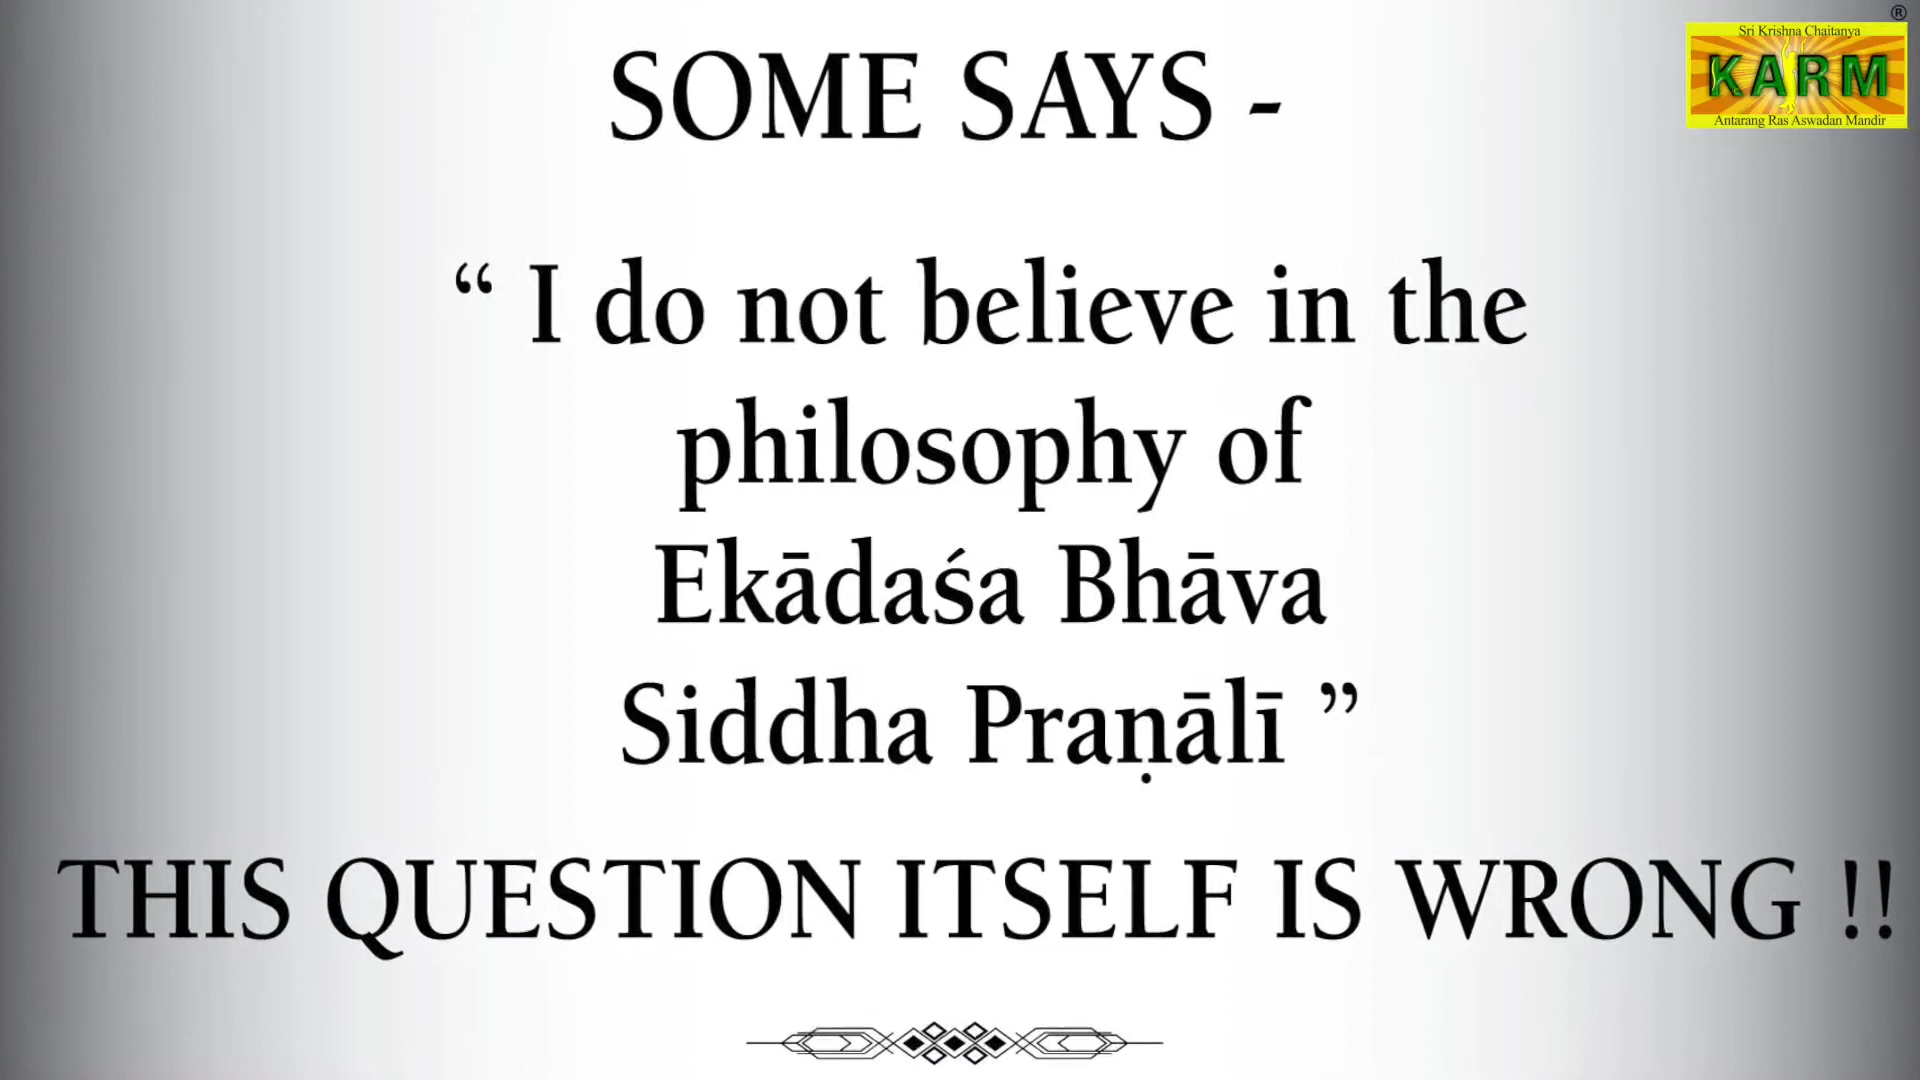 ®
Sri Krishna Chaitanya
KARM
Antarang Ras Aswadan Mandir
SOME SAYS -
“ I do not believe in the
philosophy of
Ekādaśa Bhāva
Siddha Praṇālī ”
THIS QUESTION ITSELF IS WRONG !!